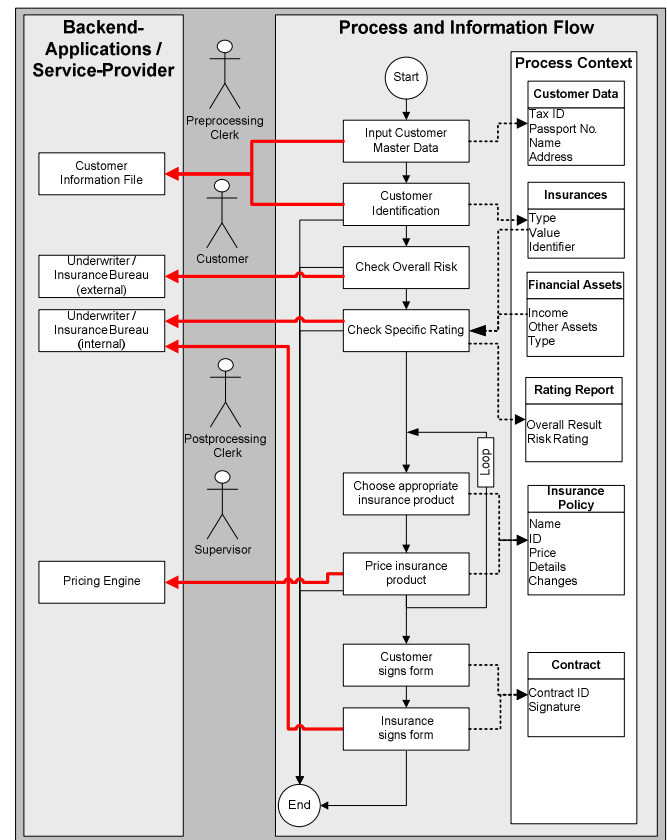 Backend-
Applications /
Service-Provider
Customer
Information File
Underwriter /
Insurance Bureau
(external)
Underwriter /
Insurance Bureau
(internal)
Pricing Engine
Preprocessing
Clerk
Customer
Postprocessing
Clerk
Supervisor
Process and Information Flow
Start
Input Customer
Master Data
Customer
Identification
Check Overall Risk
Check Specific Rating
Loop
Choose appropriate
insurance product
Price insurance
product
Customer
signs form
Insurance
signs form
End
Process Context
Customer Data
Tax ID
Passport No.
Name
Address
Insurances
Type
Value
Identifier
Financial Assets
Income
Other Assets
Type
Rating Report
Overall Result
Risk Rating
Insurance
Policy
Name
ID
Price
Details
Changes
Contract
Contract ID
Signature